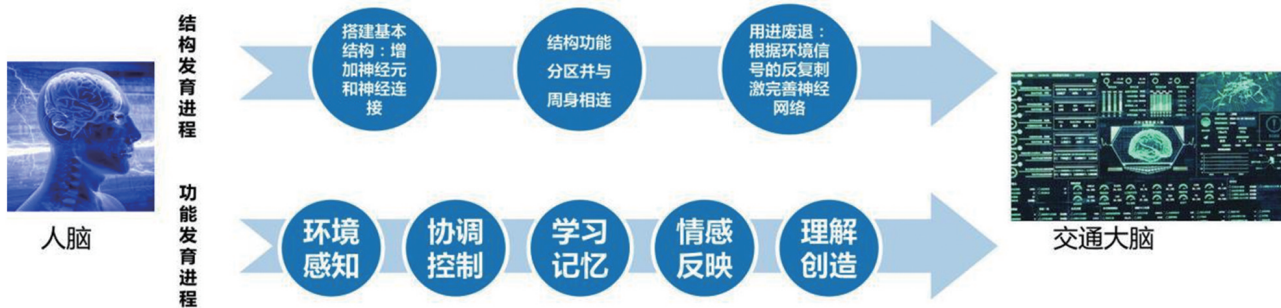 结构发育进程
搭建基本
结构：增
加神经元
和神经连
接
结构功能
分区并与
周身相连
用进废退：
根据环境信
号的反复刺
激完善神经
网络
人脑
功能发育进程
环境
感知
协调
控制
学习
记忆
情感
反映
理解
创造
交通大脑